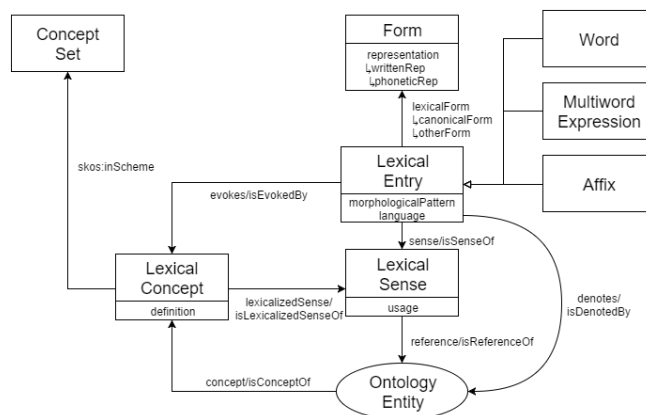 Concept
Set
Form
representation
↳writtenRep
↳phoneticRep
Word
Multiword
Expression
Affix
lexicalForm
↳canonicalForm
↳otherForm
skos:inScheme
Lexical
Entry
morphologicalPattern
language
evokes/isEvokedBy
sense/isSenseOf
Lexical
Concept
definition
lexicalizedSense/
isLexicalizedSenseOf
Lexical
Sense
usage
denotes/
isDenotedBy
reference/isReferenceOf
concept/isConceptOf
Ontology
Entity